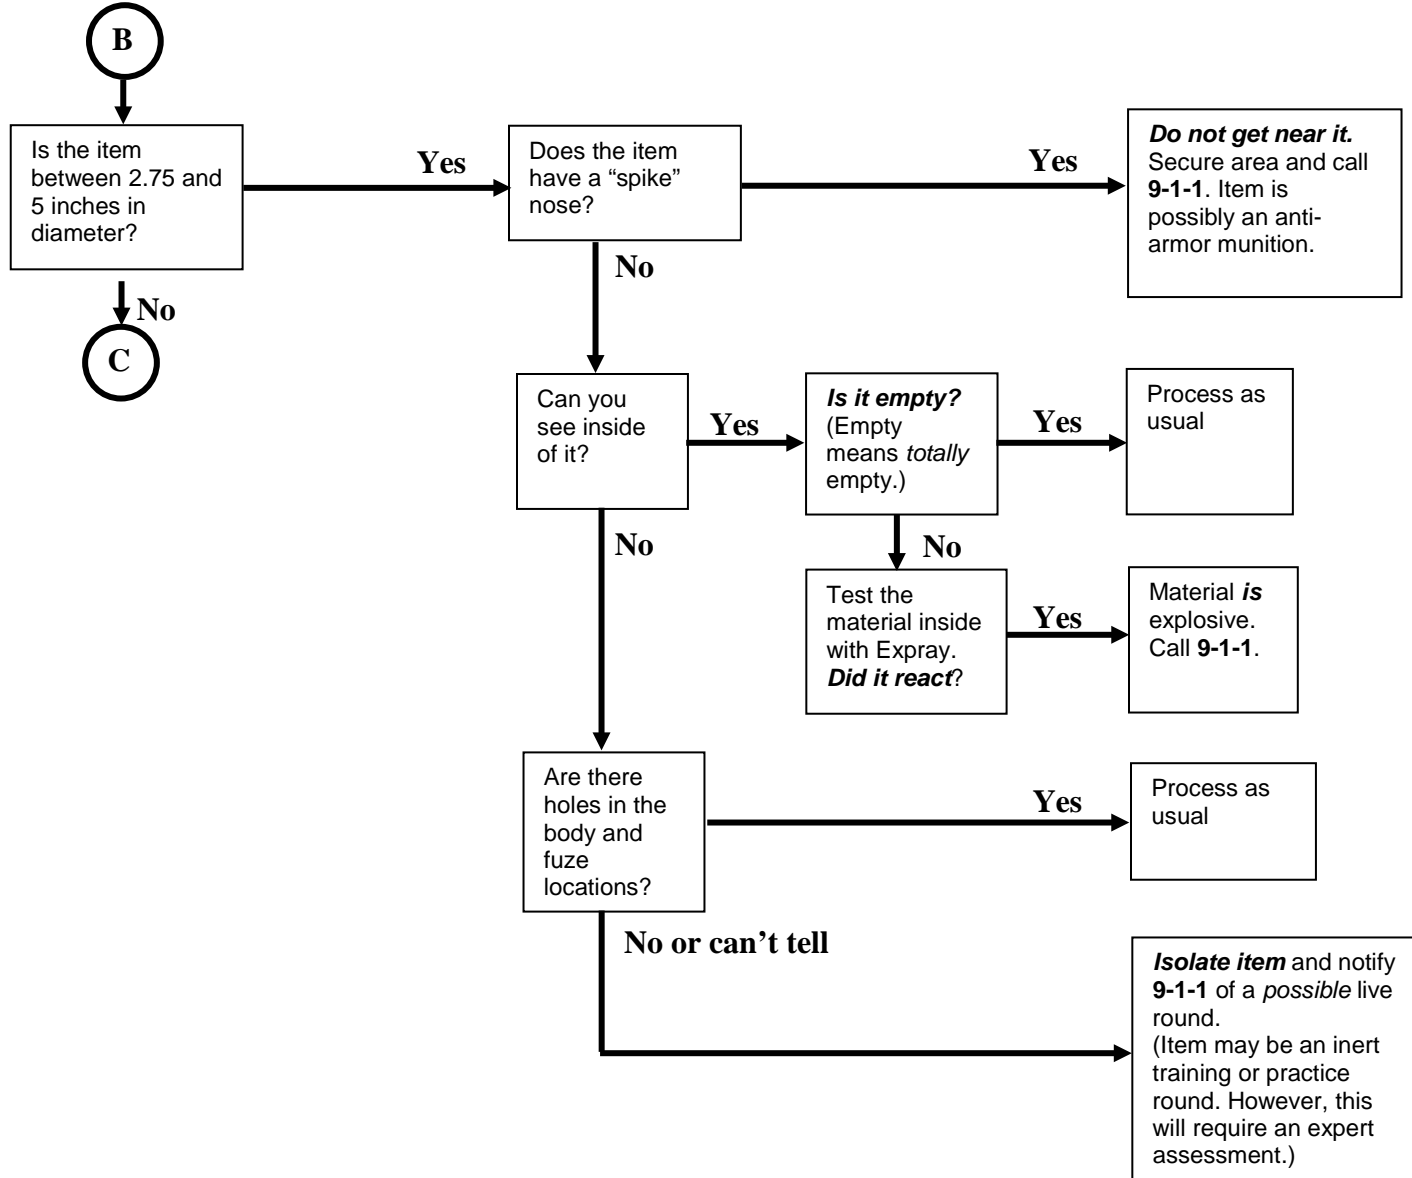 B
Is the item
between 2.75 and
5 inches in
diameter?
Yes
Does the item
have a “spike”
nose?
Yes
Do not get near it.
Secure area and call
9-1-1. Item is
possibly an anti-
armor munition.
No
C
No
Can you
see inside
of it?
Yes
Is it empty?
(Empty
means totally
empty.)
Yes
Process as
usual
No
No
Test the
material inside
with Expray.
Did it react?
Yes
Material is
explosive.
Call 9-1-1.
Are there
holes in the
body and
fuze
locations?
Yes
Process as
usual
No or can’t tell
Isolate item and notify
9-1-1 of a possible live
round.
(Item may be an inert
training or practice
round. However, this
will require an expert
assessment.)